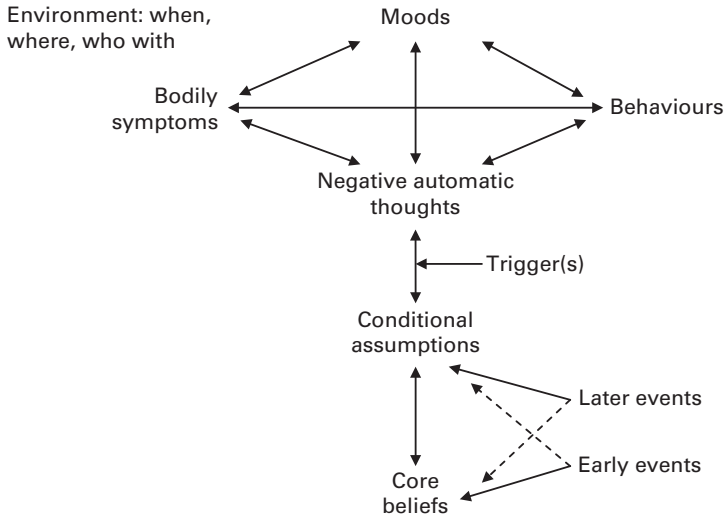 Environment: when,
where, who with
Moods
Bodily
symptoms
Behaviours
Negative automatic
thoughts
Trigger(s)
Conditional
assumptions
Later events
Early events
Core
beliefs